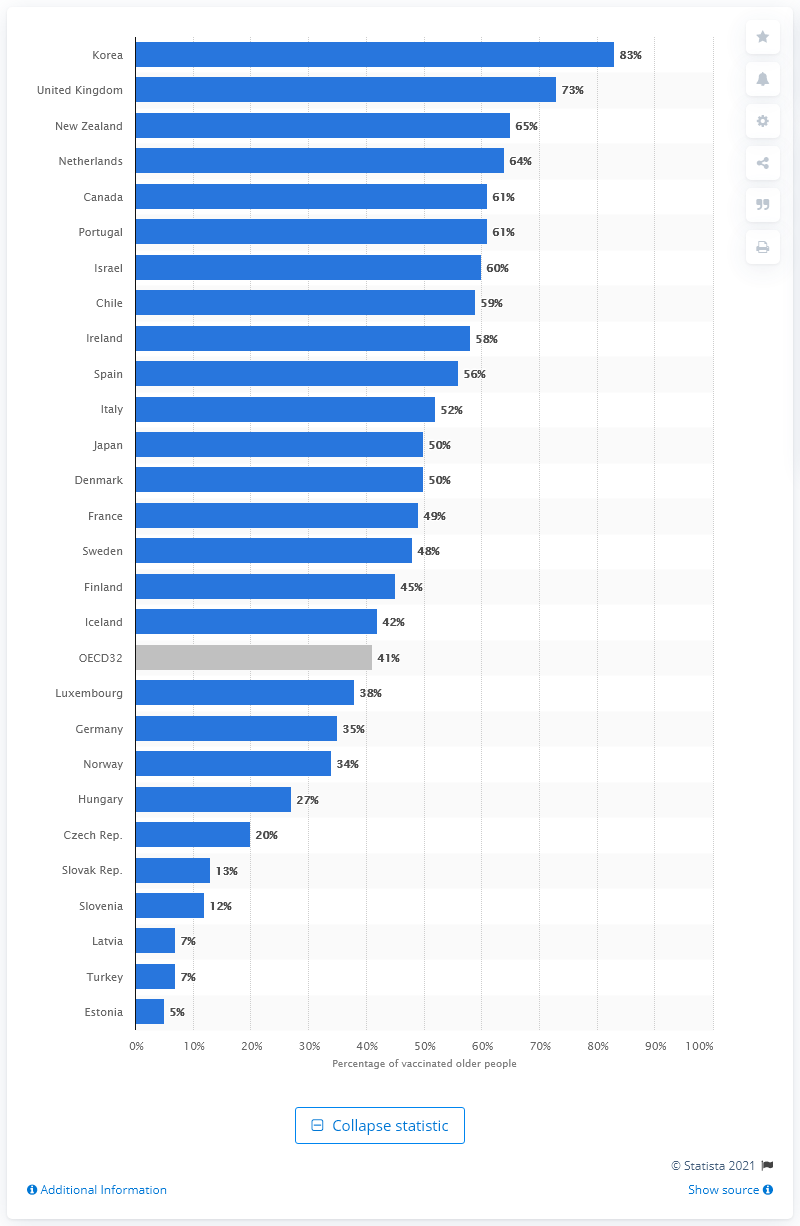 Korea 83%
United Kingdom 73%
New Zealand 65%
Netherlands 64%
Canada 61%
Portugal 61%
Israel 60%
Chile 59%
Ireland 58%
Spain 56%
Italy 52%
Japan 50%
Denmark 50%
France 49%
Sweden 48%
Finland 45%
Iceland 42%
OECD32 41%
Luxembourg 38%
Germany 35%
Norway 34%
Hungary 27%
Czech Rep. 20%
Slovak Rep. 13%
Slovenia 12%
Latvia 7%
Turkey 7%
Estonia 5%
0% 10% 20% 30% 40% 50% 60% 70% 80% 90% 100%
Percentage of vaccinated older people
Collapse statistic
© Statista 2021
Additional Information Show source